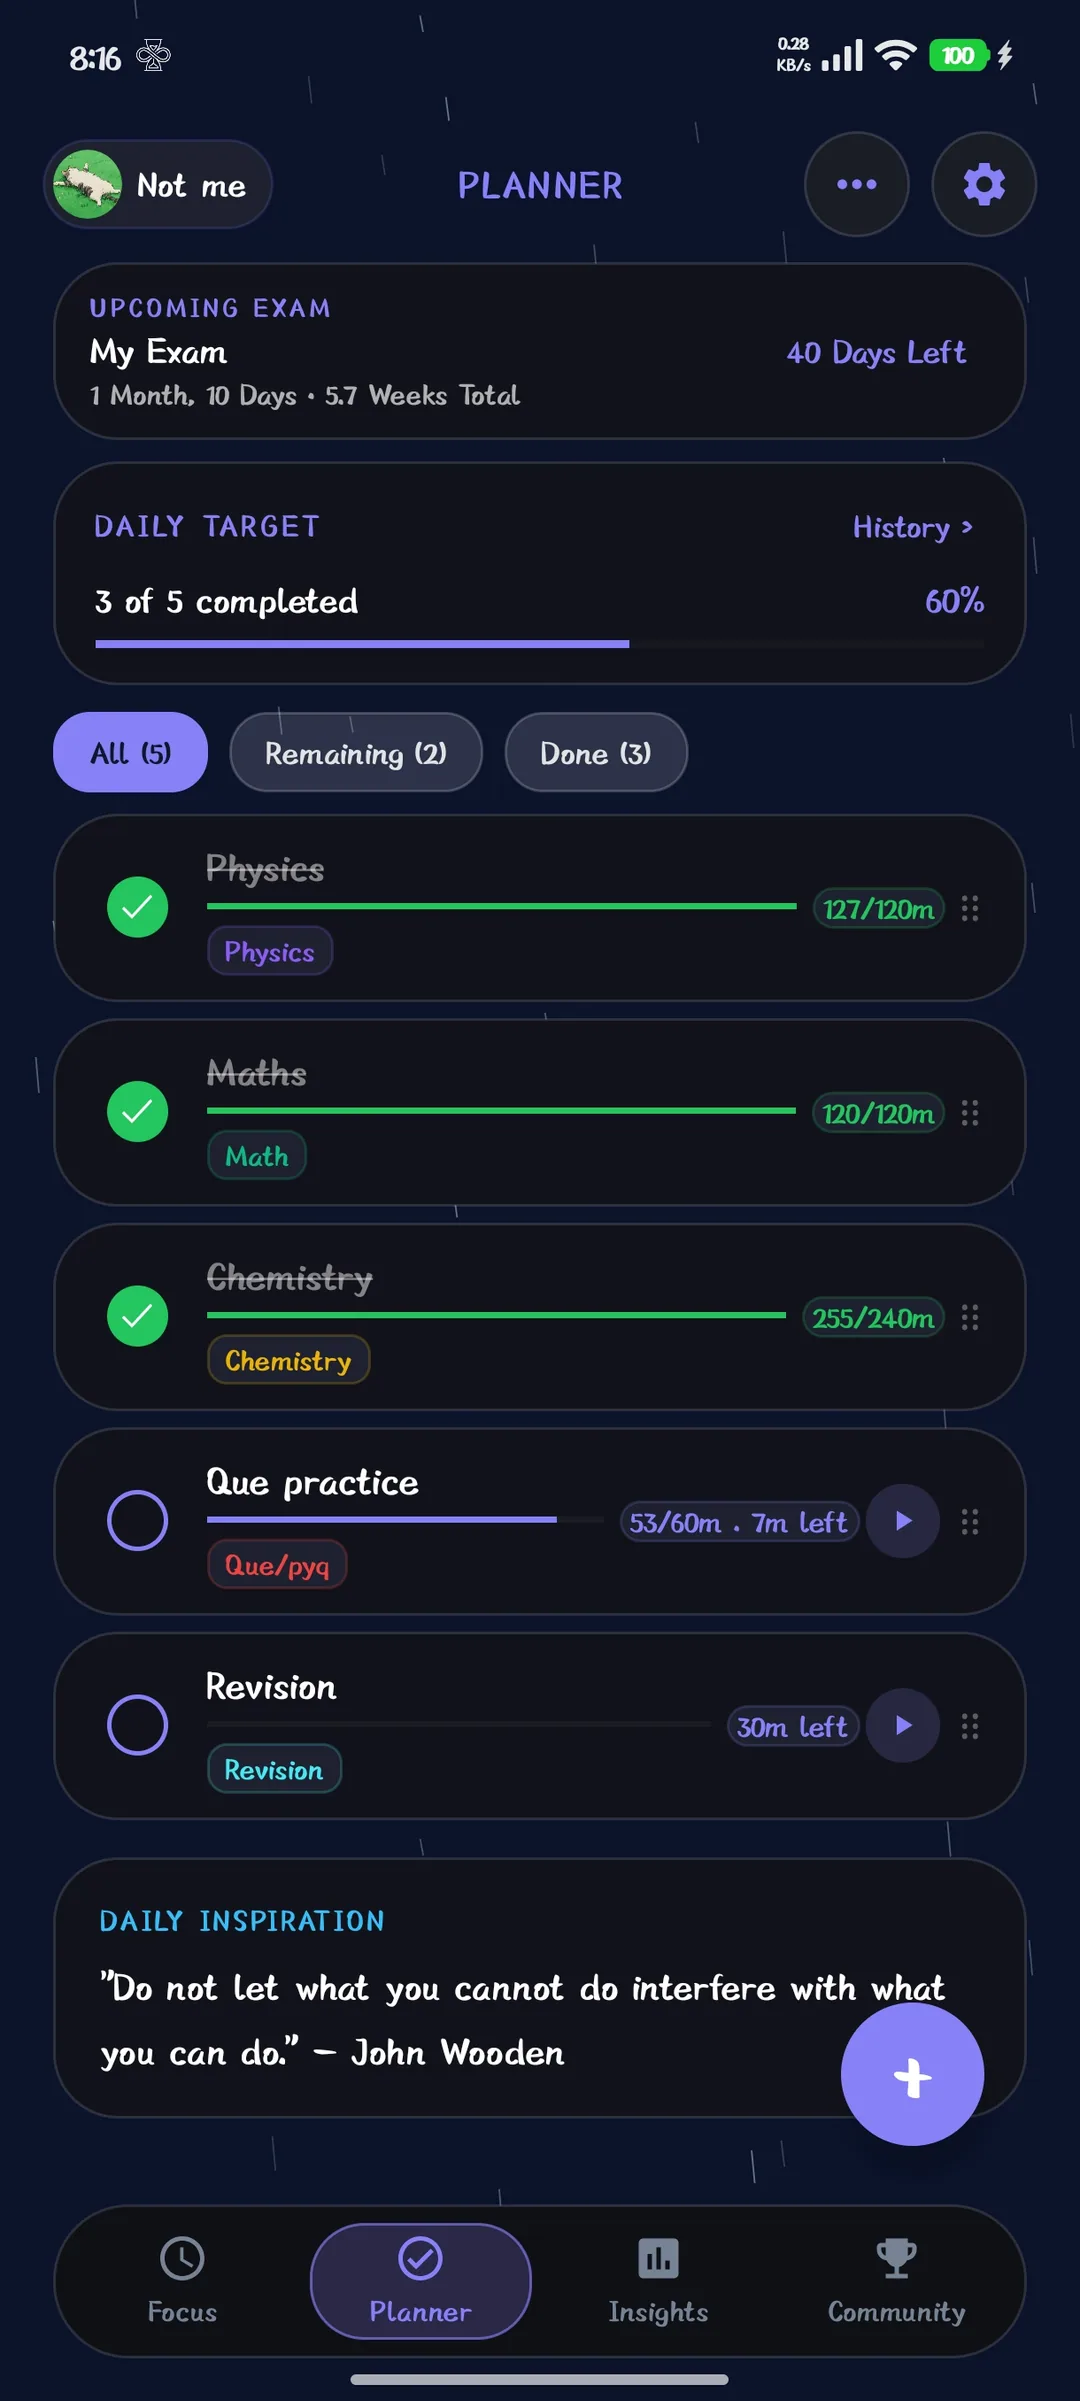 8:16
0.28
KB/s
100
Not me
PLANNER
UPCOMING EXAM
My Exam
40 Days Left
1 Month, 10 Days • 5.7 Weeks Total
DAILY TARGET
History ›
3 of 5 completed
60%
All (5)
Remaining (2)
Done (3)
Physics
127/120m
Physics
Maths
120/120m
Math
Chemistry
255/240m
Chemistry
Que practice
53/60m . 7m left
Que/pyq
Revision
30m left
Revision
DAILY INSPIRATION
"Do not let what you cannot do interfere with what
you can do." – John Wooden
+
Focus
Planner
Insights
Community